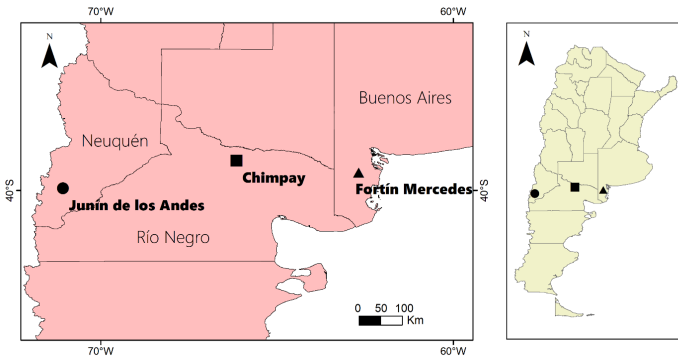 70°W
60°W
N
N
Buenos Aires
Neuquén
Chimpay
40°S
Fortín Mercedes
40°S
Junín de los Andes
Río Negro
0 50 100
Km
70°W
60°W